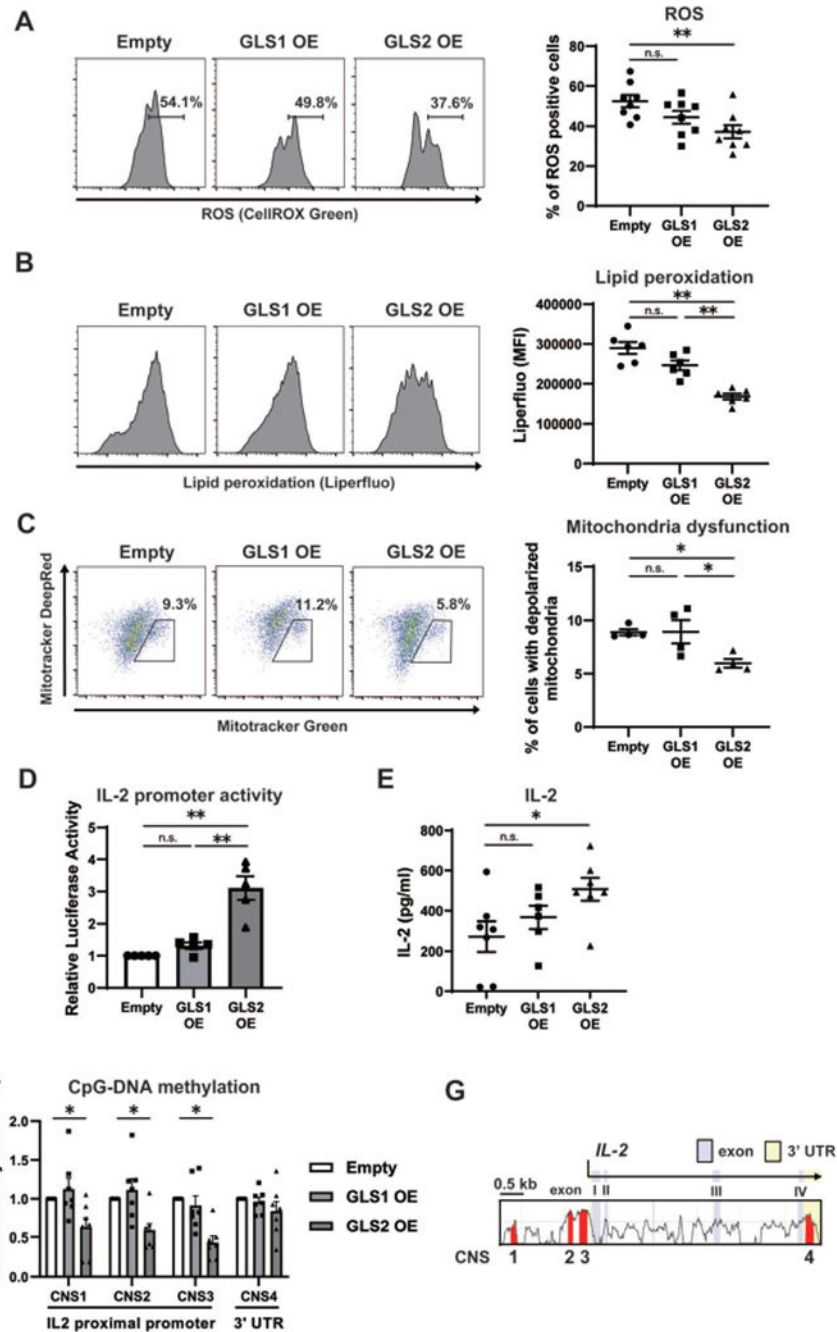 A
Empty
GLS1 OE
GLS2 OE
54.1%
49.8%
37.6%
ROS (CellROX Green)
ROS
**
n.s.
% of ROS positive cells
80
60
40
20
0
Empty
GLS1 OE
GLS2 OE
B
Empty
GLS1 OE
GLS2 OE
Lipid peroxidation (Liperfluo)
Lipid peroxidation
**
n.s.
**
Liperfluo (MFI)
400000
300000
200000
100000
0
Empty
GLS1 OE
GLS2 OE
C
Empty
GLS1 OE
GLS2 OE
9.3%
11.2%
5.8%
Mitotracker DeepRed
Mitotracker Green
Mitochondria dysfunction
*
n.s.
*
% of cells with depolarized
mitochondria
15
10
5
0
Empty
GLS1 OE
GLS2 OE
D
IL-2 promoter activity
**
n.s.
**
Relative Luciferase Activity
5
4
3
2
1
0
Empty
GLS1 OE
GLS2 OE
E
IL-2
*
n.s.
IL-2 (pg/ml)
800
600
400
200
0
Empty
GLS1 OE
GLS2 OE
CpG-DNA methylation
*
*
*
2.0
1.5
1.0
0.5
0.0
CNS1
CNS2
CNS3
CNS4
IL2 proximal promoter
3' UTR
Empty
GLS1 OE
GLS2 OE
G
IL-2
exon
3' UTR
0.5 kb
exon
I
II
III
IV
CNS
1
2
3
4